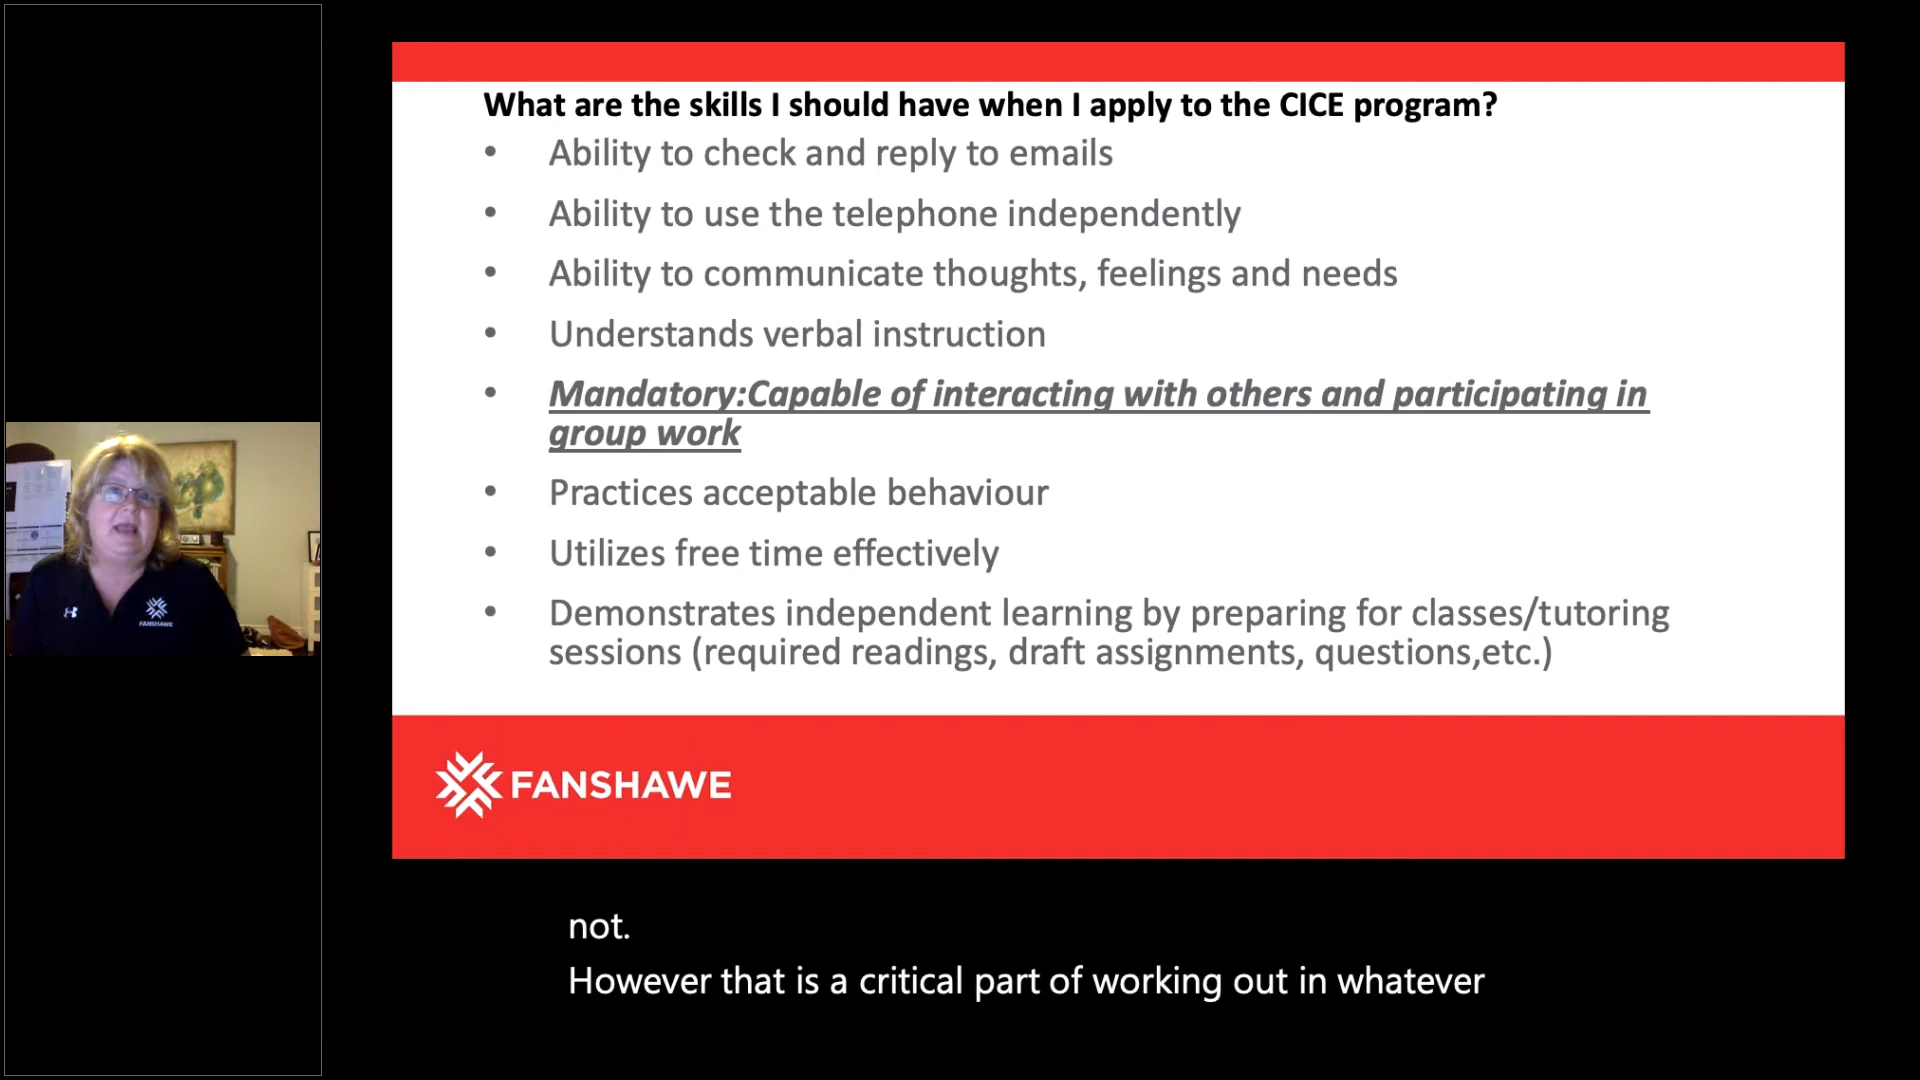 What are the skills I should have when I apply to the CICE program?
• Ability to check and reply to emails
• Ability to use the telephone independently
• Ability to communicate thoughts, feelings and needs
• Understands verbal instruction
• Mandatory:Capable of interacting with others and participating in
group work
• Practices acceptable behaviour
• Utilizes free time effectively
• Demonstrates independent learning by preparing for classes/tutoring
sessions (required readings, draft assignments, questions,etc.)
FANSHAWE
FANSHAWE
not.
However that is a critical part of working out in whatever